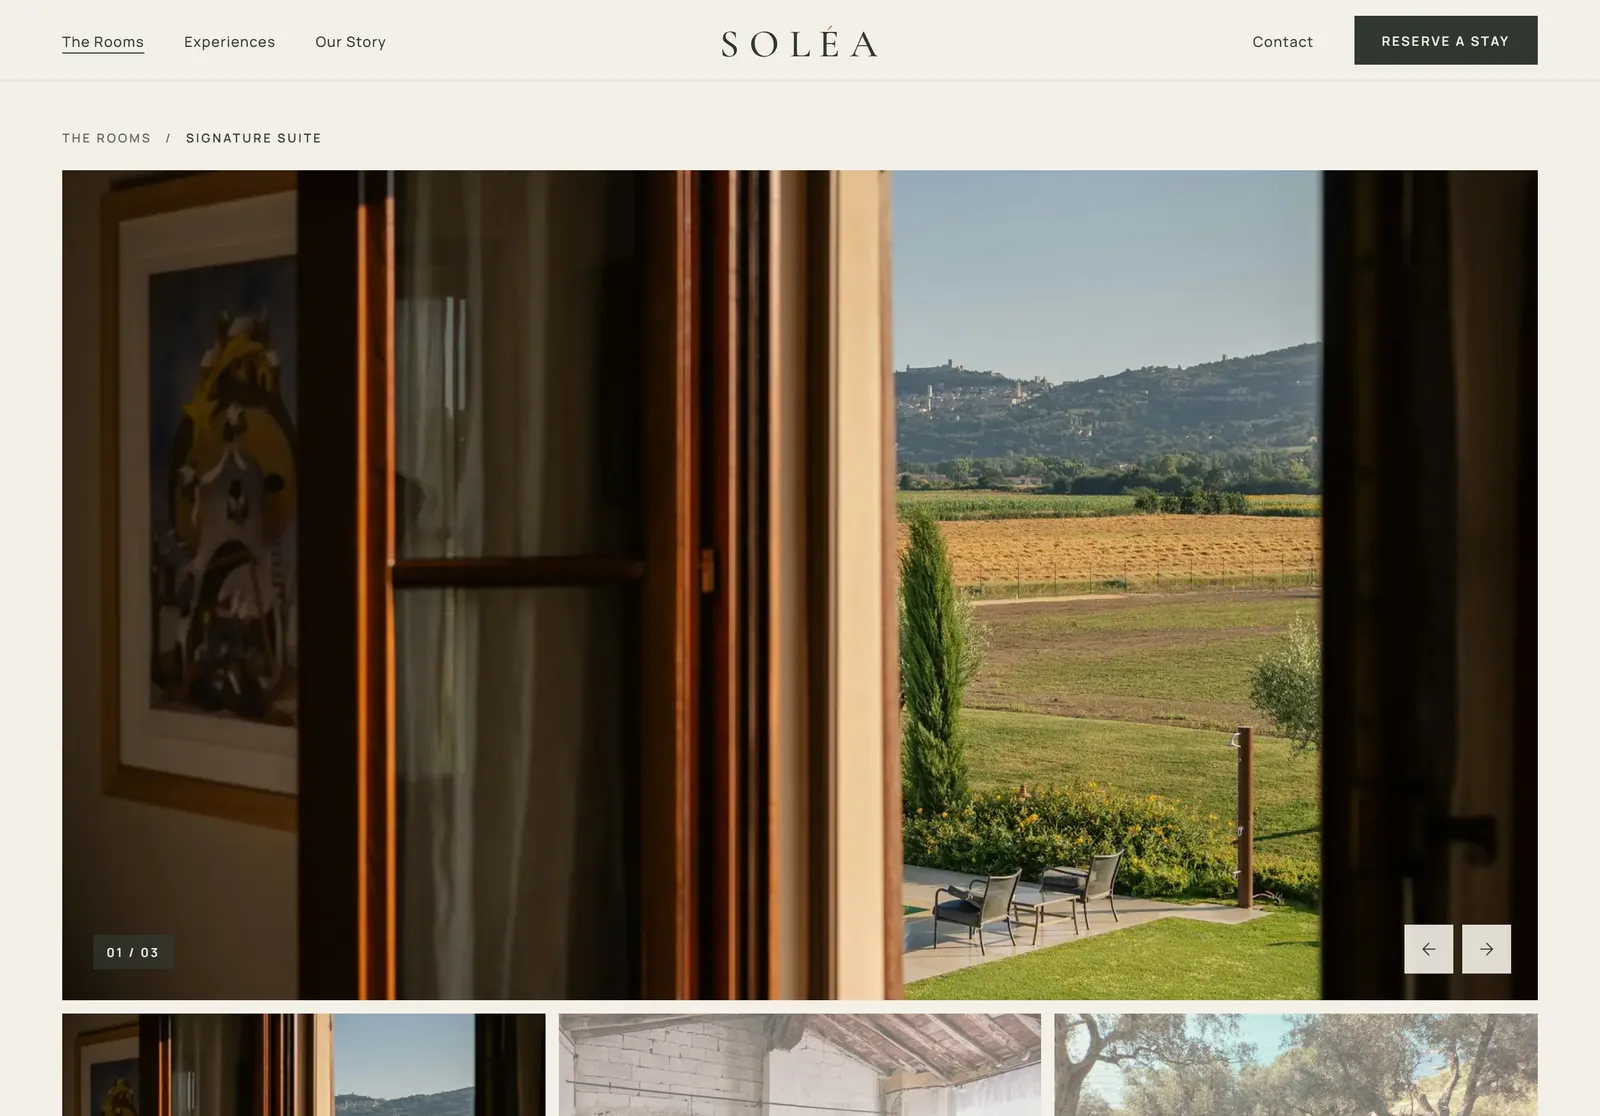 The Rooms
Experiences
Our Story
SOLÉA
Contact
RESERVE A STAY
THE ROOMS / SIGNATURE SUITE
01 / 03